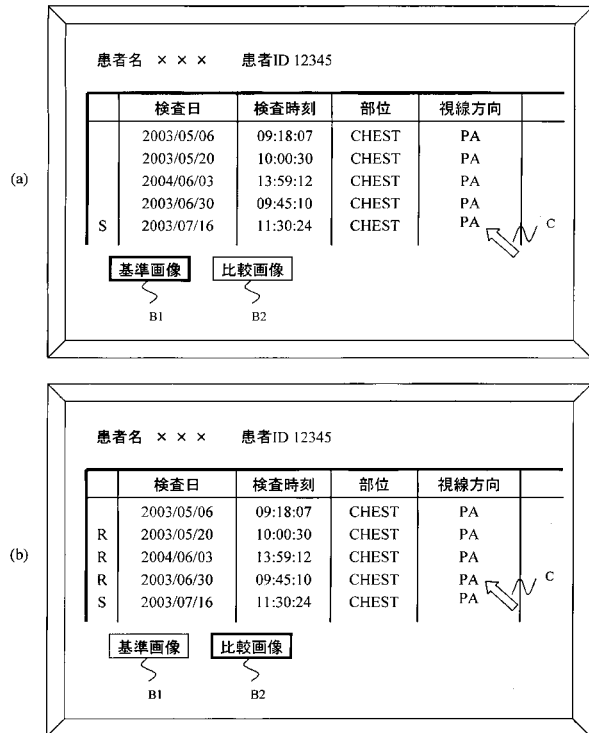 (a)
患者名 × × × 患者ID 12345
検査日 検査時刻 部位 視線方向
2003/05/06 09:18:07 CHEST PA
2003/05/20 10:00:30 CHEST PA
2004/06/03 13:59:12 CHEST PA
2003/06/30 09:45:10 CHEST PA
S 2003/07/16 11:30:24 CHEST PA C
基準画像 比較画像
B1 B2
(b)
患者名 × × × 患者ID 12345
検査日 検査時刻 部位 視線方向
2003/05/06 09:18:07 CHEST PA
R 2003/05/20 10:00:30 CHEST PA
R 2004/06/03 13:59:12 CHEST PA
R 2003/06/30 09:45:10 CHEST PA C
S 2003/07/16 11:30:24 CHEST PA
基準画像 比較画像
B1 B2